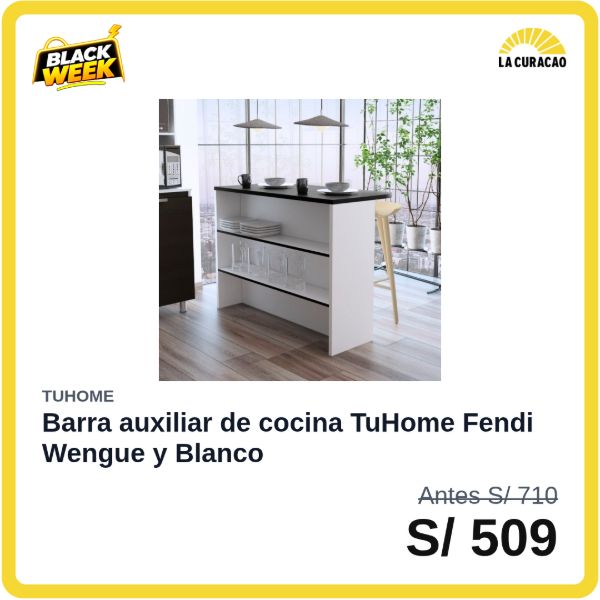 BLACK
WEEK
LA CURACAO
TUHOME
Barra auxiliar de cocina TuHome Fendi
Wengue y Blanco
Antes S/ 710
S/ 509